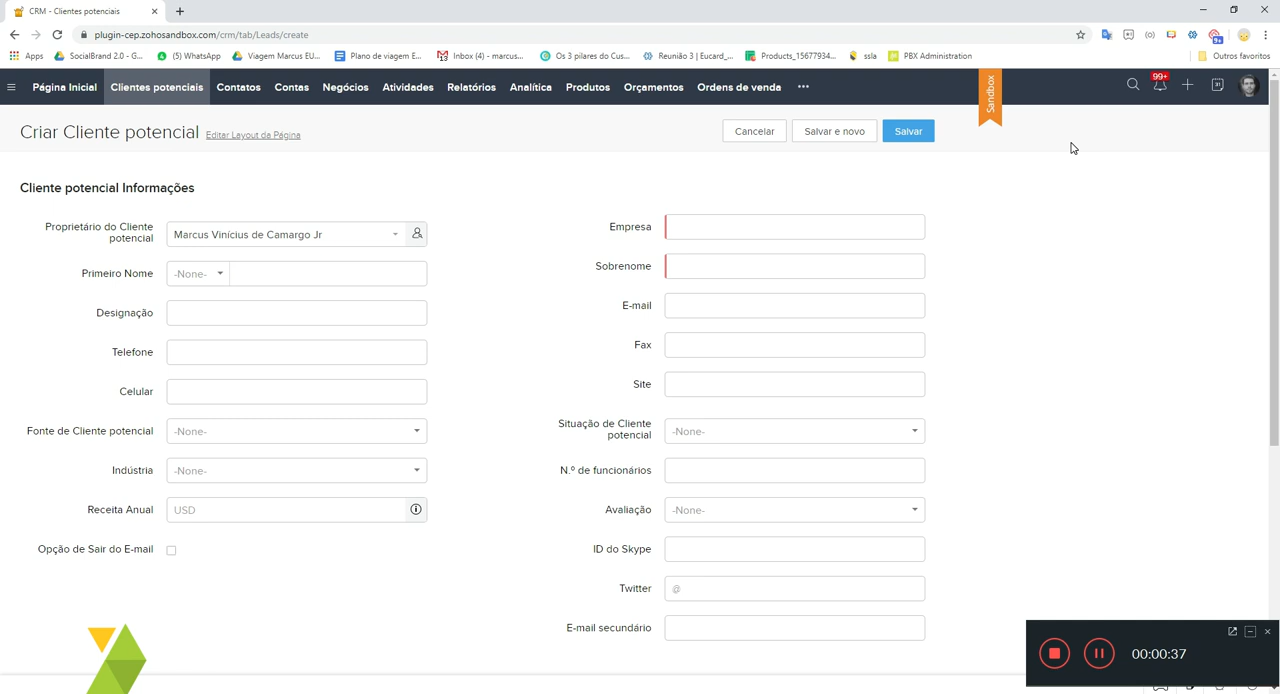 CRM - Clientes potenciais
plugin-cep.zohosandbox.com/crm/tab/Leads/create
Apps
SocialBrand 2.0 - G...
(5) WhatsApp
Viagem Marcus EU...
Plano de viagem E...
Inbox (4) - marcus...
Os 3 pilares do Cus...
Reunião 3 | Eucard_...
Products_15677934...
ssla
PBX Administration
Outros favoritos
Página Inicial
Clientes potenciais
Contatos
Contas
Negócios
Atividades
Relatórios
Analítica
Produtos
Orçamentos
Ordens de venda
Sandbox
99+
Criar Cliente potencial
Editar Layout da Página
Cancelar
Salvar e novo
Salvar
Cliente potencial Informações
Proprietário do Cliente
potencial
Marcus Vinícius de Camargo Jr
Primeiro Nome
-None-
Designação
Telefone
Celular
Fonte de Cliente potencial
-None-
Indústria
-None-
Receita Anual
USD
Opção de Sair do E-mail
Empresa
Sobrenome
E-mail
Fax
Site
Situação de Cliente
potencial
-None-
N.º de funcionários
Avaliação
-None-
ID do Skype
Twitter
@
E-mail secundário
00:00:37